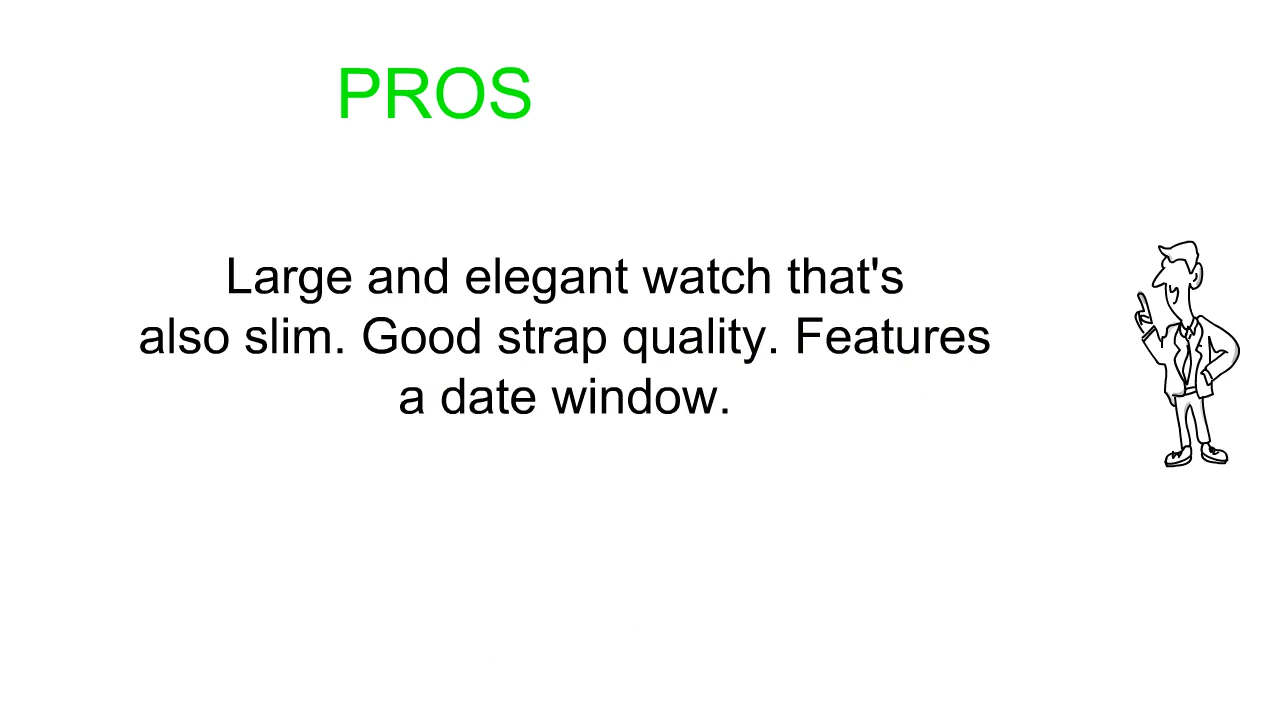 PROS
Large and elegant watch that's
also slim. Good strap quality. Features
a date window.